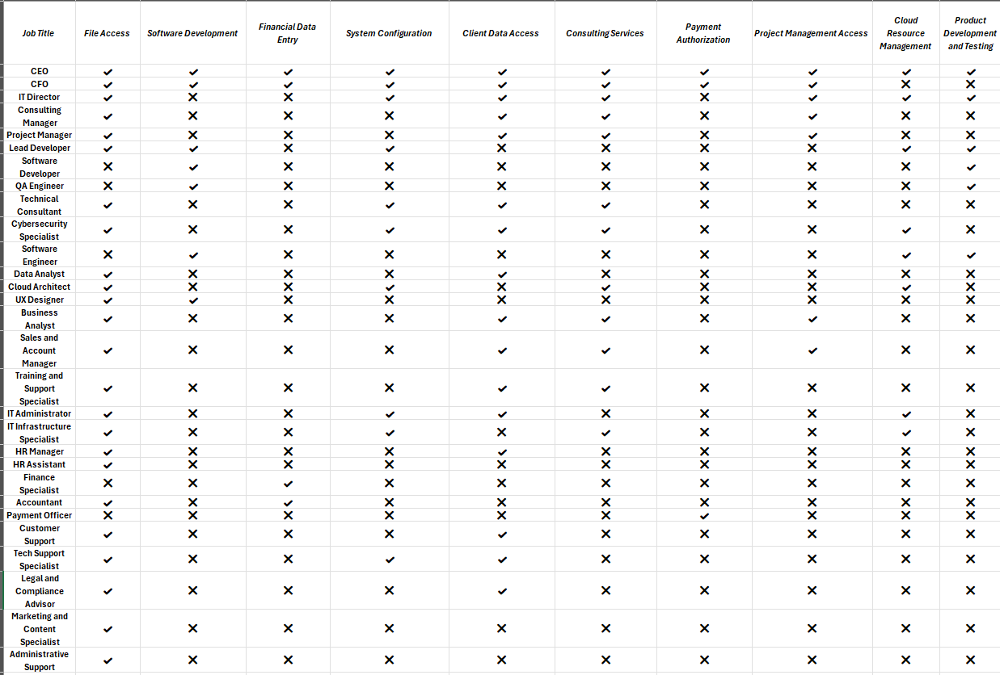 Job Title File Access Software Development Financial Data Entry System Configuration Client Data Access Consulting Services Payment Authorization Project Management Access Cloud Resource Management Product Development and Testing
CEO ✓ ✓ ✓ ✓ ✓ ✓ ✓ ✓ ✓ ✓
CFO ✓ ✓ ✓ ✓ ✓ ✓ ✓ ✓ ✕ ✕
IT Director ✓ ✕ ✕ ✓ ✓ ✓ ✕ ✓ ✓ ✓
Consulting Manager ✓ ✕ ✕ ✕ ✓ ✓ ✕ ✓ ✕ ✕
Project Manager ✓ ✕ ✕ ✕ ✓ ✓ ✕ ✓ ✕ ✕
Lead Developer ✓ ✓ ✕ ✓ ✕ ✕ ✕ ✕ ✓ ✓
Software Developer ✕ ✓ ✕ ✕ ✕ ✕ ✕ ✕ ✕ ✓
QA Engineer ✕ ✓ ✕ ✕ ✕ ✕ ✕ ✕ ✕ ✓
Technical Consultant ✓ ✕ ✕ ✓ ✓ ✓ ✕ ✕ ✕ ✕
Cybersecurity Specialist ✓ ✕ ✕ ✓ ✓ ✓ ✕ ✕ ✓ ✕
Software Engineer ✕ ✓ ✕ ✕ ✕ ✕ ✕ ✕ ✓ ✓
Data Analyst ✓ ✕ ✕ ✕ ✓ ✕ ✕ ✕ ✕ ✕
Cloud Architect ✓ ✕ ✕ ✓ ✕ ✓ ✕ ✕ ✓ ✕
UX Designer ✓ ✓ ✕ ✕ ✕ ✕ ✕ ✕ ✕ ✕
Business Analyst ✓ ✕ ✕ ✕ ✓ ✓ ✕ ✓ ✕ ✕
Sales and Account Manager ✓ ✕ ✕ ✕ ✓ ✓ ✕ ✓ ✕ ✕
Training and Support Specialist ✓ ✕ ✕ ✕ ✓ ✓ ✕ ✕ ✕ ✕
IT Administrator ✓ ✕ ✕ ✓ ✓ ✕ ✕ ✕ ✓ ✕
IT Infrastructure Specialist ✓ ✕ ✕ ✓ ✕ ✓ ✕ ✕ ✓ ✕
HR Manager ✓ ✕ ✕ ✕ ✓ ✕ ✕ ✕ ✕ ✕
HR Assistant ✓ ✕ ✕ ✕ ✕ ✕ ✕ ✕ ✕ ✕
Finance Specialist ✕ ✕ ✓ ✕ ✕ ✕ ✕ ✕ ✕ ✕
Accountant ✓ ✕ ✓ ✕ ✕ ✕ ✕ ✕ ✕ ✕
Payment Officer ✕ ✕ ✕ ✕ ✕ ✕ ✓ ✕ ✕ ✕
Customer Support ✓ ✕ ✕ ✕ ✓ ✕ ✕ ✕ ✕ ✕
Tech Support Specialist ✓ ✕ ✕ ✓ ✓ ✕ ✕ ✕ ✕ ✕
Legal and Compliance Advisor ✓ ✕ ✕ ✕ ✓ ✕ ✕ ✕ ✕ ✕
Marketing and Content Specialist ✓ ✕ ✕ ✕ ✕ ✕ ✕ ✕ ✕ ✕
Administrative Support ✓ ✕ ✕ ✕ ✕ ✕ ✕ ✕ ✕ ✕